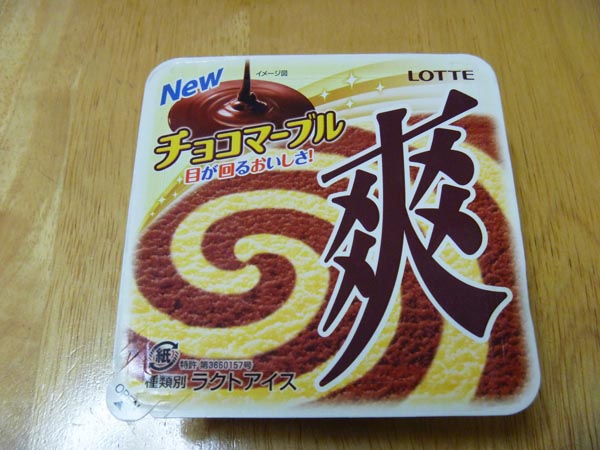 New
イメージ図
LOTTE
チョコマーブル
目が回るおいしさ!
爽
紙
特許 第3660157号
種類別 ラクトアイス